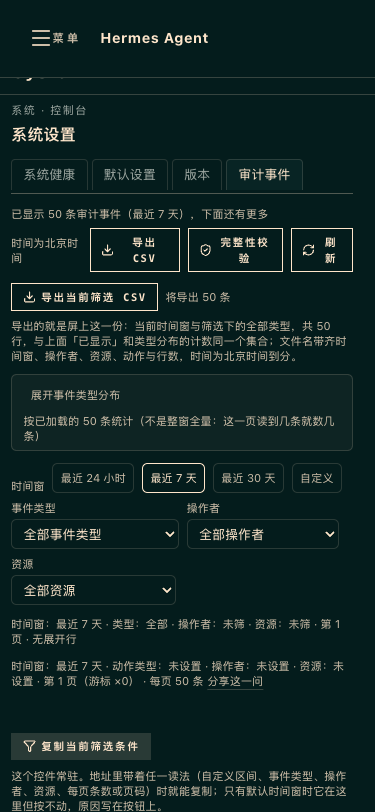 菜单
Hermes Agent
系统 · 控制台
系统设置
系统健康
默认设置
版本
审计事件
已显示 50 条审计事件（最近 7 天），下面还有更多
时间为北京时
间
导出
CSV
完整性校
验
刷
新
导出当前筛选 CSV
将导出 50 条
导出的就是屏上这一份：当前时间窗与筛选下的全部类型，共 50
行，与上面「已显示」和类型分布的计数同一个集合；文件名带齐时
间窗、操作者、资源、动作与行数，时间为北京时间到分。
展开事件类型分布
按已加载的 50 条统计（不是整窗全量：这一页读到几条就数几
条）
时间窗
最近 24 小时
最近 7 天
最近 30 天
自定义
事件类型
操作者
全部事件类型
全部操作者
资源
全部资源
时间窗：最近 7 天 · 类型：全部 · 操作者：未筛 · 资源：未筛 · 第 1
页 · 无展开行
时间窗：最近 7 天 · 动作类型：未设置 · 操作者：未设置 · 资源：未
设置 · 第 1 页（游标 ×0） · 每页 50 条 分享这一问
复制当前筛选条件
这个控件常驻。地址里带着任一读法（自定义区间、事件类型、操作
者、资源、每页条数或页码）时就能复制；只有默认时间窗时它在这
里但按不动，原因写在按钮上。